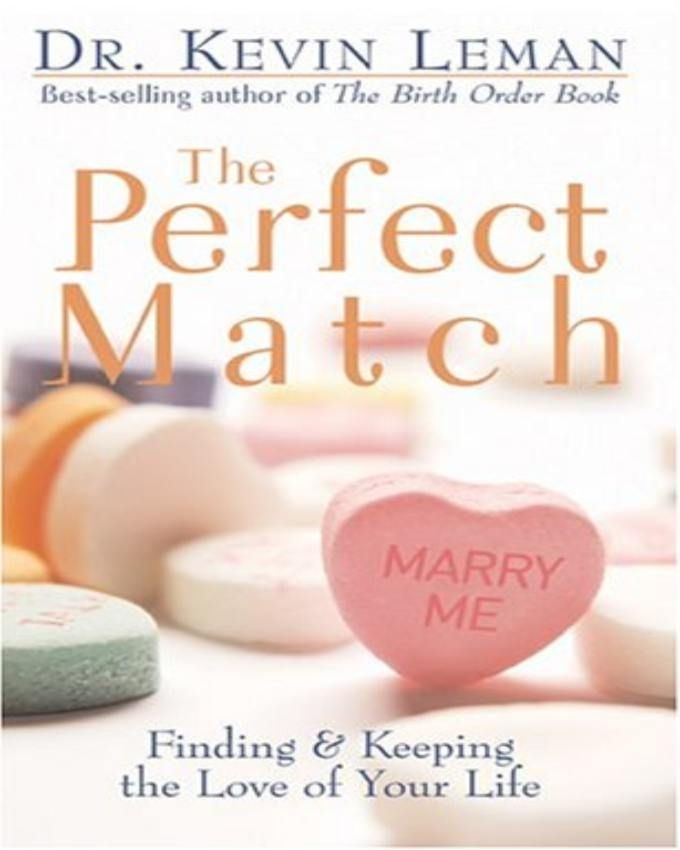 DR. KEVIN LEMAN
Best-selling author of The Birth Order Book
The
Perfect
Match
MARRY
ME
Finding & Keeping
the Love of Your Life